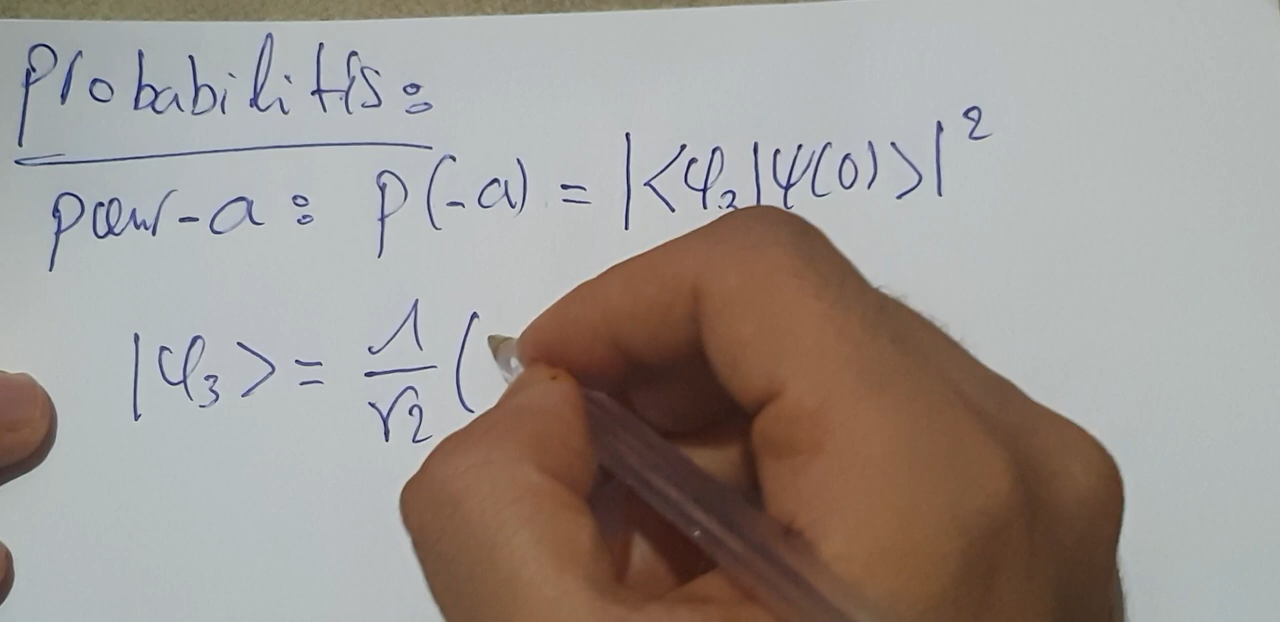 Probabilités :
pour -a : P(-a) = |<φ₃|ψ(0)>|²
|φ₃> = 1/√2 (